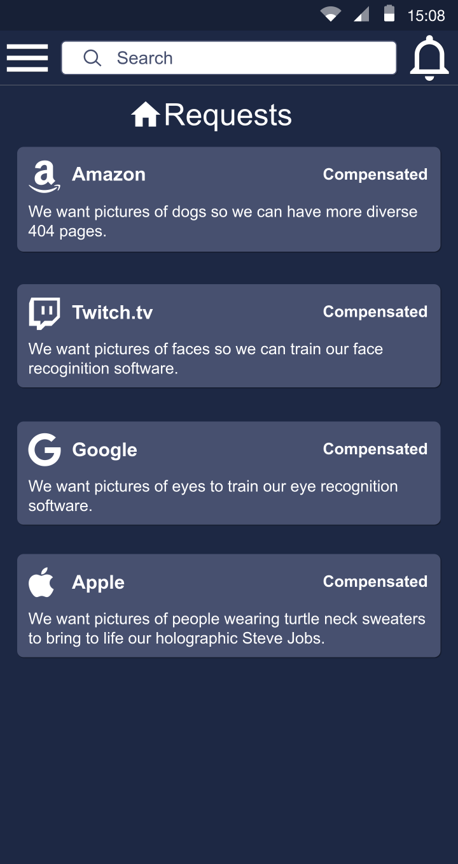 15:08
Search
Requests
Amazon Compensated
We want pictures of dogs so we can have more diverse
404 pages.
Twitch.tv Compensated
We want pictures of faces so we can train our face
recoginition software.
Google Compensated
We want pictures of eyes to train our eye recognition
software.
Apple Compensated
We want pictures of people wearing turtle neck sweaters
to bring to life our holographic Steve Jobs.